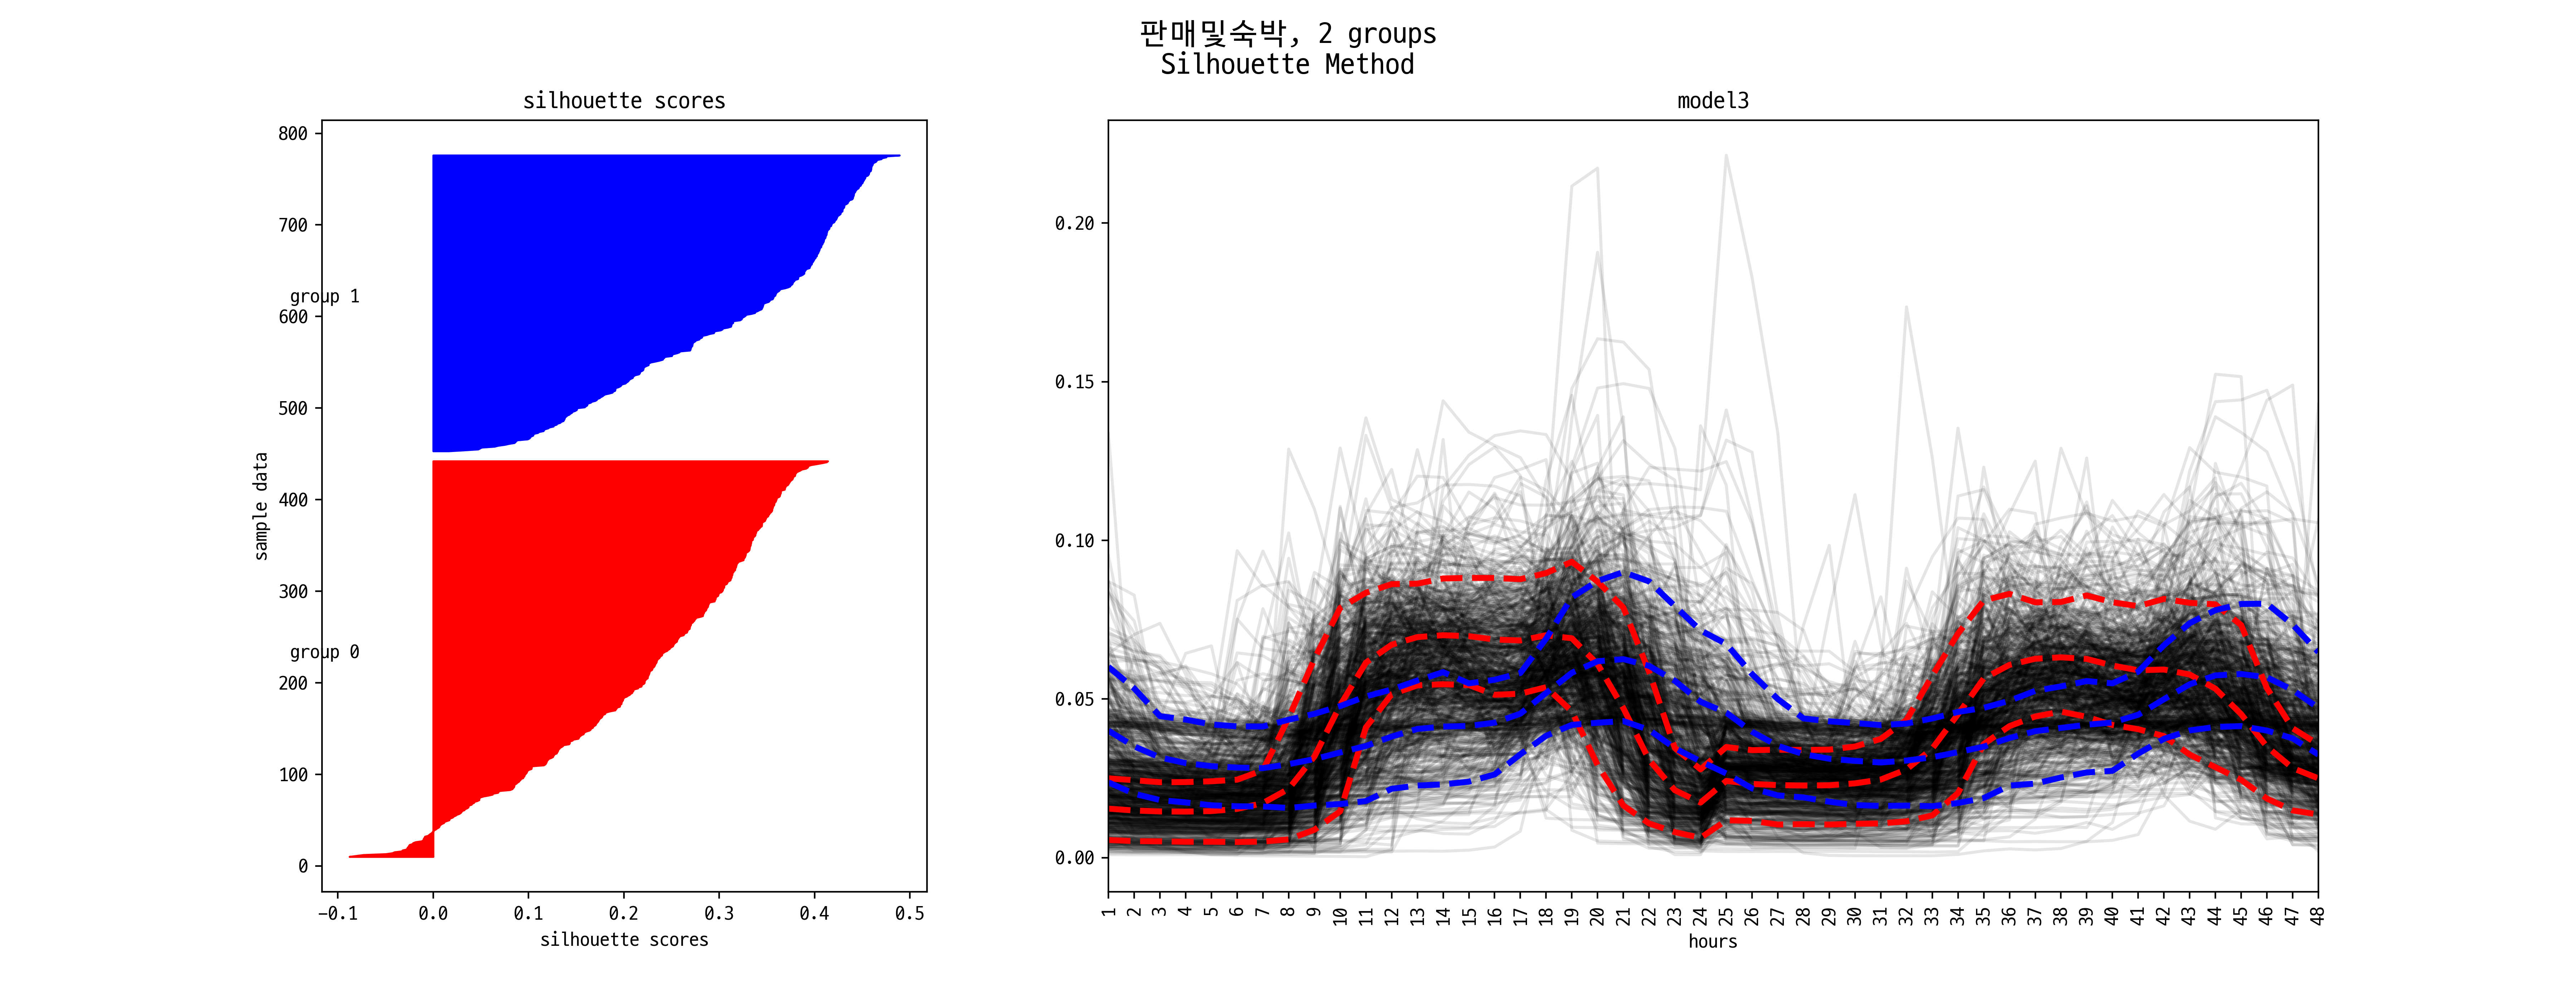 판매및숙박, 2 groups
Silhouette Method
silhouette scores
800
700
600
500
400
300
200
100
0
group 1
group 0
sample data
−0.1 0.0 0.1 0.2 0.3 0.4 0.5
silhouette scores
model3
0.20
0.15
0.10
0.05
0.00
1 2 3 4 5 6 7 8 9 10 11 12 13 14 15 16 17 18 19 20 21 22 23 24 25 26 27 28 29 30 31 32 33 34 35 36 37 38 39 40 41 42 43 44 45 46 47 48
hours